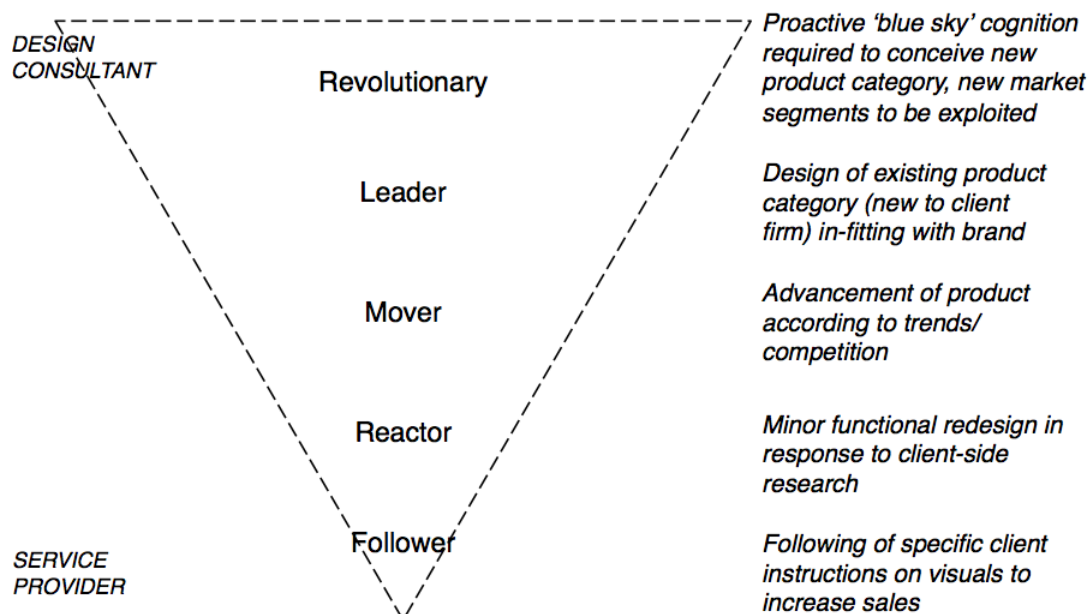 DESIGN
CONSULTANT
Revolutionary
Proactive ‘blue sky’ cognition
required to conceive new
product category, new market
segments to be exploited
Leader
Design of existing product
category (new to client
firm) in-fitting with brand
Mover
Advancement of product
according to trends/
competition
Reactor
Minor functional redesign in
response to client-side
research
SERVICE
PROVIDER
Follower
Following of specific client
instructions on visuals to
increase sales